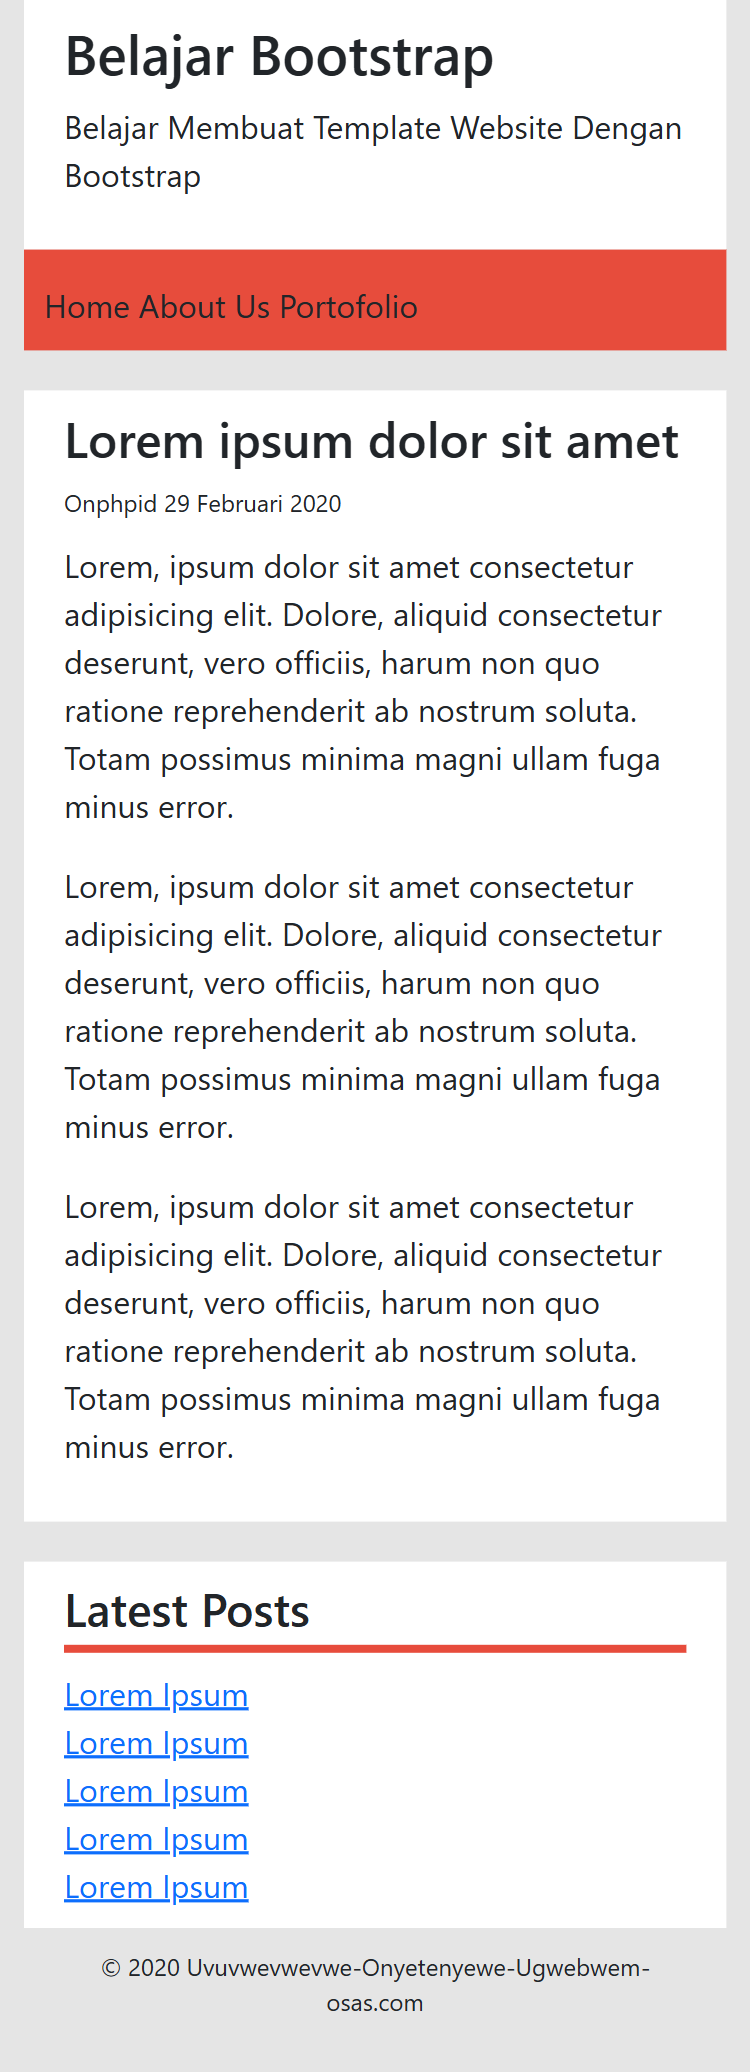 Belajar Bootstrap
Belajar Membuat Template Website Dengan
Bootstrap
Home About Us Portofolio
Lorem ipsum dolor sit amet
Onphpid 29 Februari 2020
Lorem, ipsum dolor sit amet consectetur
adipisicing elit. Dolore, aliquid consectetur
deserunt, vero officiis, harum non quo
ratione reprehenderit ab nostrum soluta.
Totam possimus minima magni ullam fuga
minus error.
Lorem, ipsum dolor sit amet consectetur
adipisicing elit. Dolore, aliquid consectetur
deserunt, vero officiis, harum non quo
ratione reprehenderit ab nostrum soluta.
Totam possimus minima magni ullam fuga
minus error.
Lorem, ipsum dolor sit amet consectetur
adipisicing elit. Dolore, aliquid consectetur
deserunt, vero officiis, harum non quo
ratione reprehenderit ab nostrum soluta.
Totam possimus minima magni ullam fuga
minus error.
Latest Posts
Lorem Ipsum
Lorem Ipsum
Lorem Ipsum
Lorem Ipsum
Lorem Ipsum
© 2020 Uvuvwevwevwe-Onyetenyewe-Ugwebwem-
osas.com